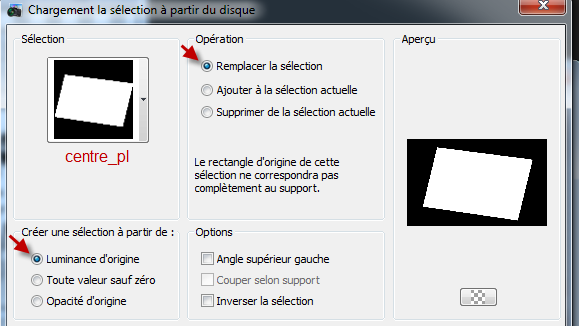 Chargement la sélection à partir du disque
Sélection
centre_pl
Opération
Remplacer la sélection
Ajouter à la sélection actuelle
Supprimer de la sélection actuelle
Le rectangle d'origine de cette
sélection ne correspondra pas
complètement au support.
Aperçu
Créer une sélection à partir de :
Luminance d'origine
Toute valeur sauf zéro
Opacité d'origine
Options
Angle supérieur gauche
Couper selon support
Inverser la sélection